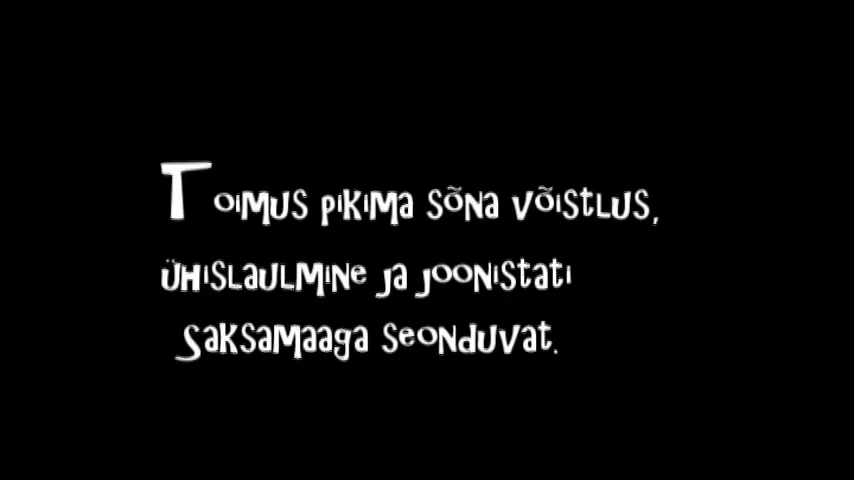 Toimus pikima sõna võistlus,
ühislaulmine ja joonistati
Saksamaaga seonduvat.